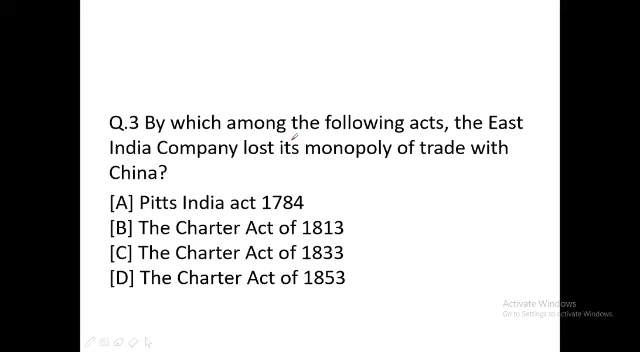 Q.3 By which among the following acts, the East
India Company lost its monopoly of trade with
China?
[A] Pitts India act 1784
[B] The Charter Act of 1813
[C] The Charter Act of 1833
[D] The Charter Act of 1853
Activate Windows
Go to Settings to activate Windows.